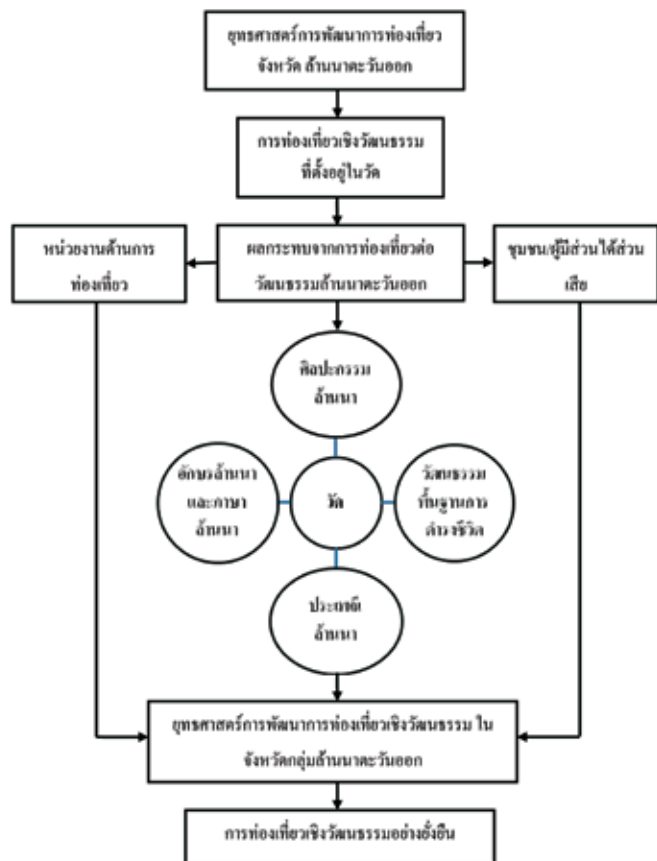 ยุทธศาสตร์การพัฒนาการท่องเที่ยว
จังหวัด ล้านนาตะวันออก
การท่องเที่ยวเชิงวัฒนธรรม
ที่ตั้งอยู่ในวัด
หน่วยงานด้านการ
ท่องเที่ยว
ผลกระทบจากการท่องเที่ยวต่อ
วัฒนธรรมล้านนาตะวันออก
ชุมชน/ผู้มีส่วนได้ส่วน
เสีย
ศิลปะกรรม
ล้านนา
อักษรล้านนา
และภาษา
ล้านนา
วัด
วัฒนธรรม
พื้นฐานการ
ดำรงชีวิต
ประเพณี
ล้านนา
ยุทธศาสตร์การพัฒนาการท่องเที่ยวเชิงวัฒนธรรม ใน
จังหวัดกลุ่มล้านนาตะวันออก
การท่องเที่ยวเชิงวัฒนธรรมอย่างยั่งยืน